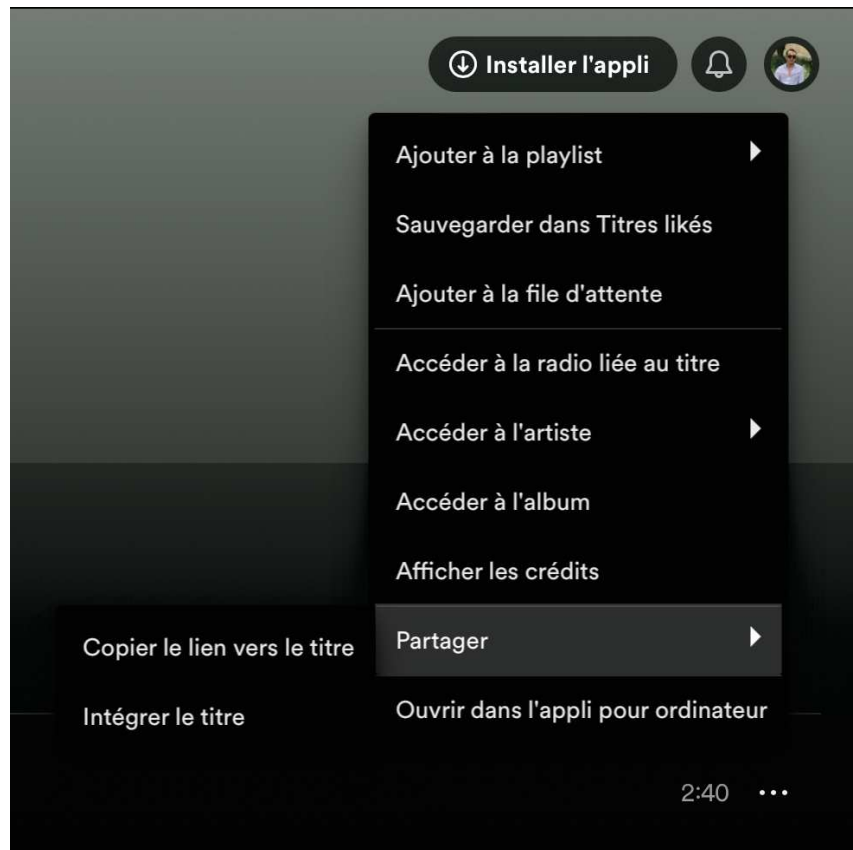 Installer l'appli
Ajouter à la playlist
Sauvegarder dans Titres likés
Ajouter à la file d'attente
Accéder à la radio liée au titre
Accéder à l'artiste
Accéder à l'album
Afficher les crédits
Partager
Copier le lien vers le titre
Intégrer le titre
Ouvrir dans l'appli pour ordinateur
2:40